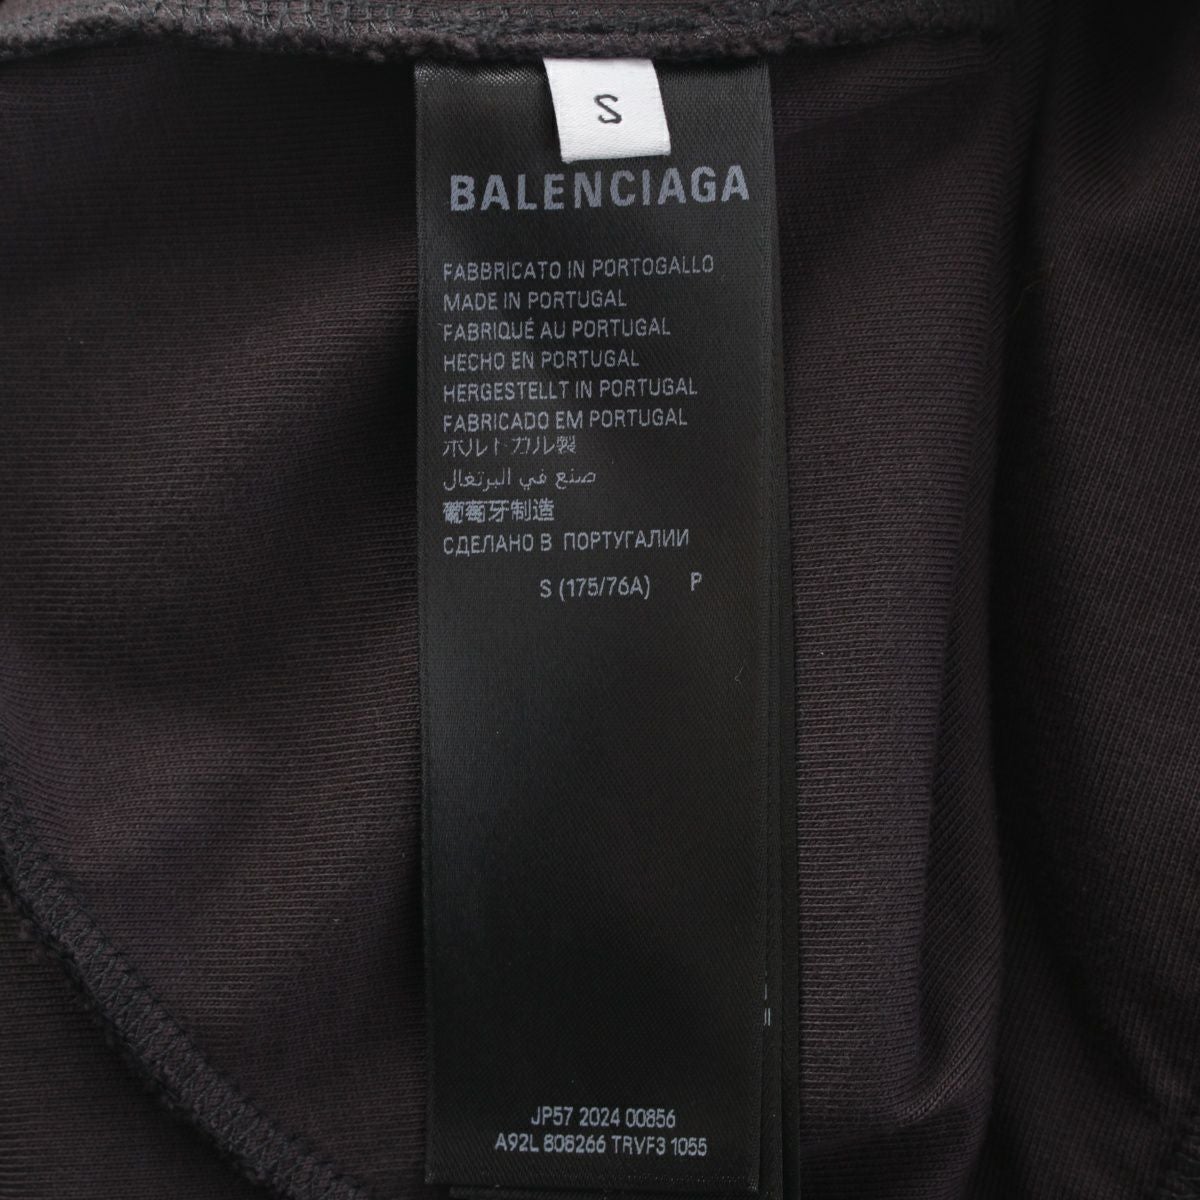 S
BALENCIAGA
FABBRICATO IN PORTOGALLO
MADE IN PORTUGAL
FABRIQUÉ AU PORTUGAL
HECHO EN PORTUGAL
HERGESTELLT IN PORTUGAL
FABRICADO EM PORTUGAL
ポルトガル製
صنع في البرتغال
葡萄牙制造
СДЕЛАНО В ПОРТУГАЛИИ
S (175/76A) P
JP57 2024 00856
A92L 808266 TRVF3 1055